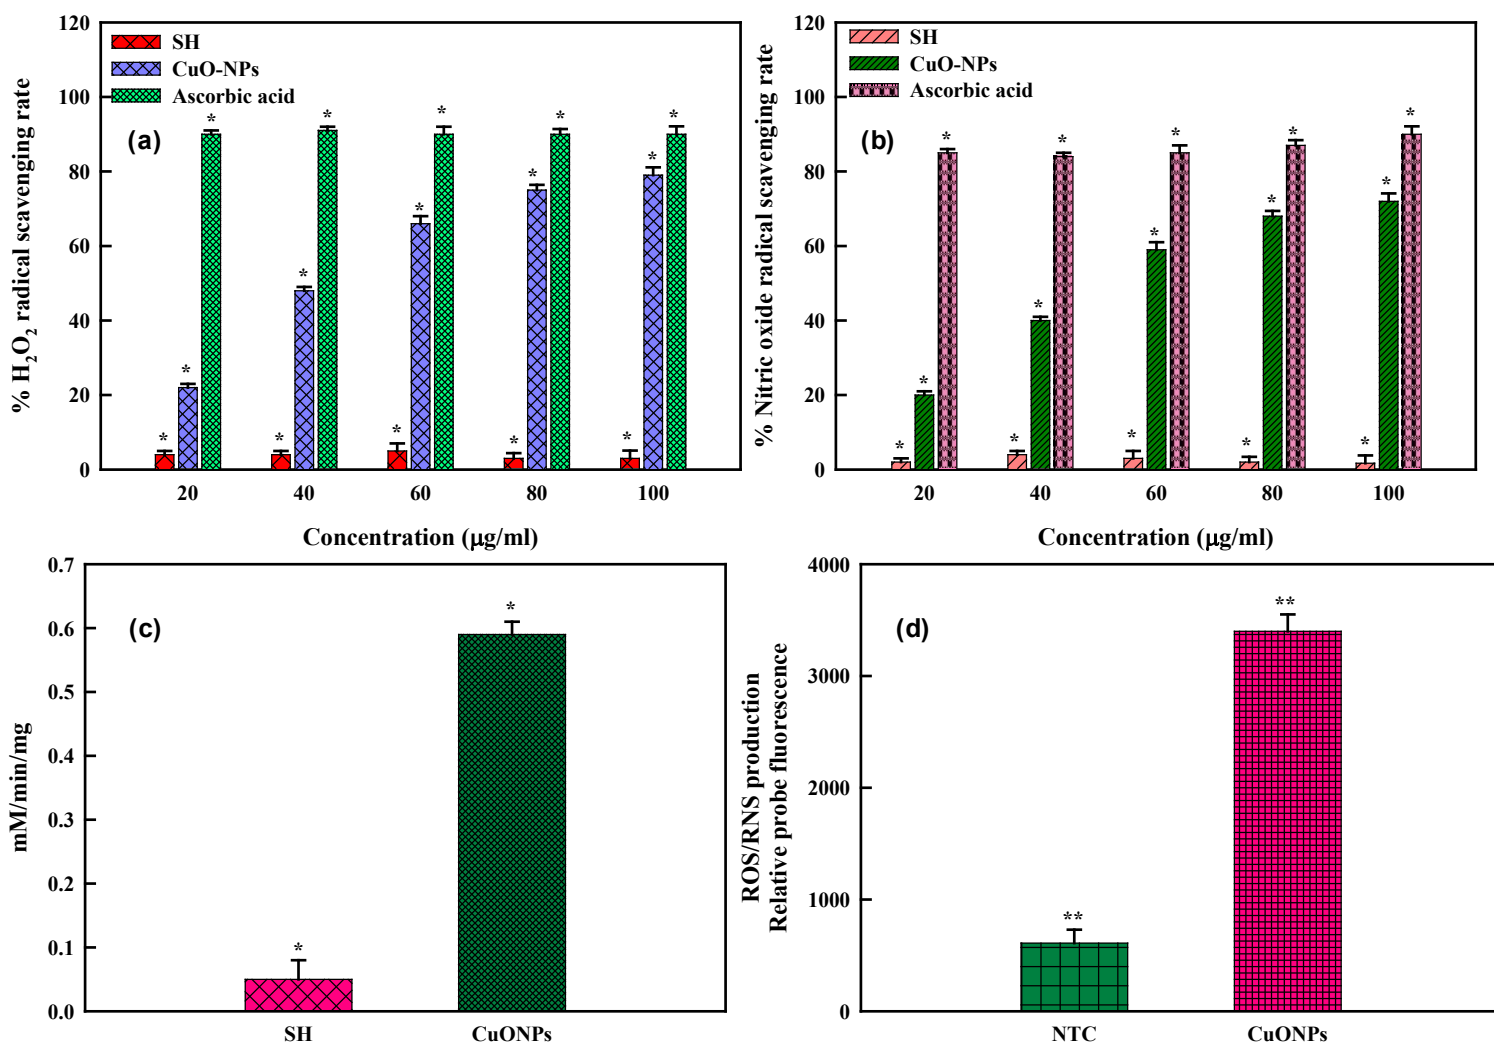 120
100
80
60
40
20
0
% H₂O₂ radical scavenging rate
SH
CuO-NPs
Ascorbic acid
(a)
* * * * *
* * * * *
* * * * *
20 40 60 80 100
Concentration (μg/ml)
120
100
80
60
40
20
0
% Nitric oxide radical scavenging rate
SH
CuO-NPs
Ascorbic acid
(b)
* * * * *
* * * * *
* * * * *
20 40 60 80 100
Concentration (μg/ml)
0.7
0.6
0.5
0.4
0.3
0.2
0.1
0.0
mM/min/mg
(c)
*
*
SH CuONPs
4000
3000
2000
1000
0
ROS/RNS production
Relative probe fluorescence
(d)
**
**
NTC CuONPs